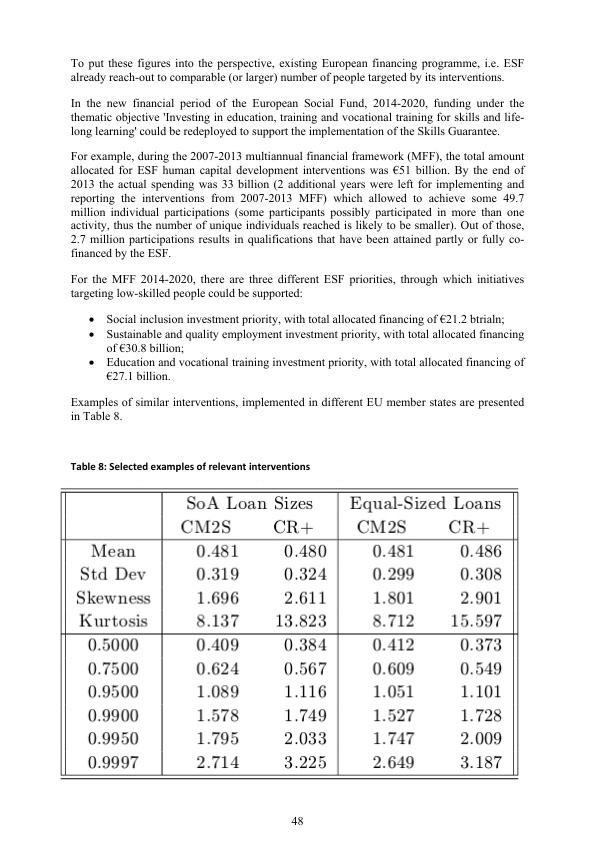 To put these figures into the perspective, existing European financing programme, i.e. ESF
already reach-out to comparable (or larger) number of people targeted by its interventions.
In the new financial period of the European Social Fund, 2014-2020, funding under the
thematic objective 'Investing in education, training and vocational training for skills and life-
long learning' could be redeployed to support the implementation of the Skills Guarantee.
For example, during the 2007-2013 multiannual financial framework (MFF), the total amount
allocated for ESF human capital development interventions was €51 billion. By the end of
2013 the actual spending was 33 billion (2 additional years were left for implementing and
reporting the interventions from 2007-2013 MFF) which allowed to achieve some 49.7
million individual participations (some participants possibly participated in more than one
activity, thus the number of unique individuals reached is likely to be smaller). Out of those,
2.7 million participations results in qualifications that have been attained partly or fully co-
financed by the ESF.
For the MFF 2014-2020, there are three different ESF priorities, through which initiatives
targeting low-skilled people could be supported:
• Social inclusion investment priority, with total allocated financing of €21.2 btrialn;
• Sustainable and quality employment investment priority, with total allocated financing
of €30.8 billion;
• Education and vocational training investment priority, with total allocated financing of
€27.1 billion.
Examples of similar interventions, implemented in different EU member states are presented
in Table 8.
Table 8: Selected examples of relevant interventions
SoA Loan Sizes Equal-Sized Loans
CM2S CR+ CM2S CR+
Mean 0.481 0.480 0.481 0.486
Std Dev 0.319 0.324 0.299 0.308
Skewness 1.696 2.611 1.801 2.901
Kurtosis 8.137 13.823 8.712 15.597
0.5000 0.409 0.384 0.412 0.373
0.7500 0.624 0.567 0.609 0.549
0.9500 1.089 1.116 1.051 1.101
0.9900 1.578 1.749 1.527 1.728
0.9950 1.795 2.033 1.747 2.009
0.9997 2.714 3.225 2.649 3.187
48